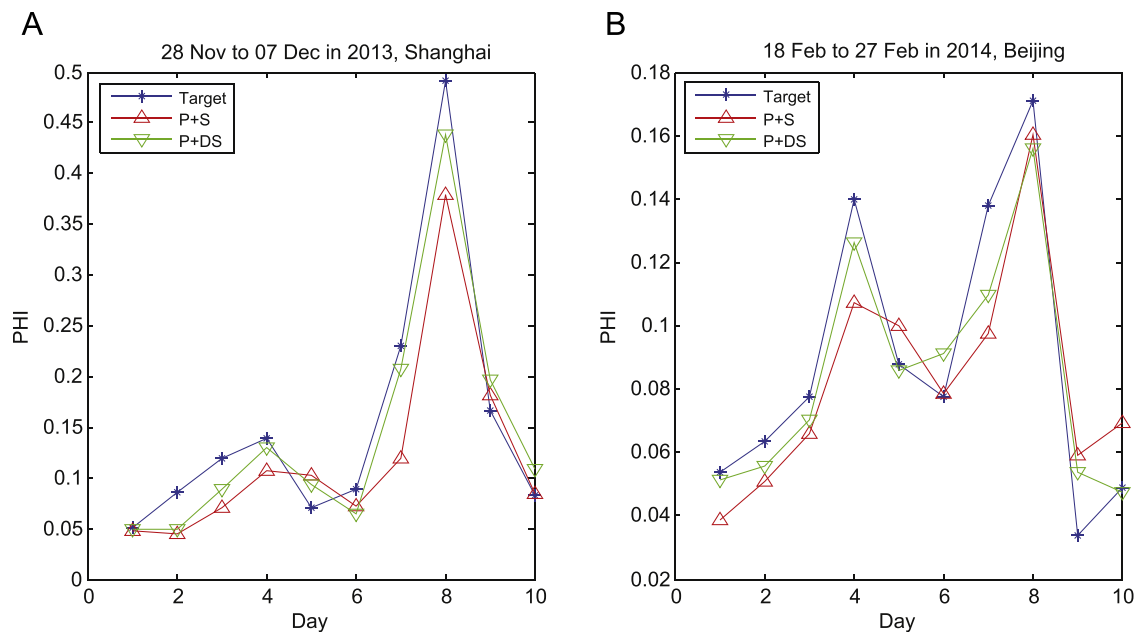 A
28 Nov to 07 Dec in 2013, Shanghai
0.5
0.45
0.4
0.35
0.3
0.25
0.2
0.15
0.1
0.05
0
PHI
Target
P+S
P+DS
0 2 4 6 8 10
Day
B
18 Feb to 27 Feb in 2014, Beijing
0.18
0.16
0.14
0.12
0.1
0.08
0.06
0.04
0.02
PHI
Target
P+S
P+DS
0 2 4 6 8 10
Day